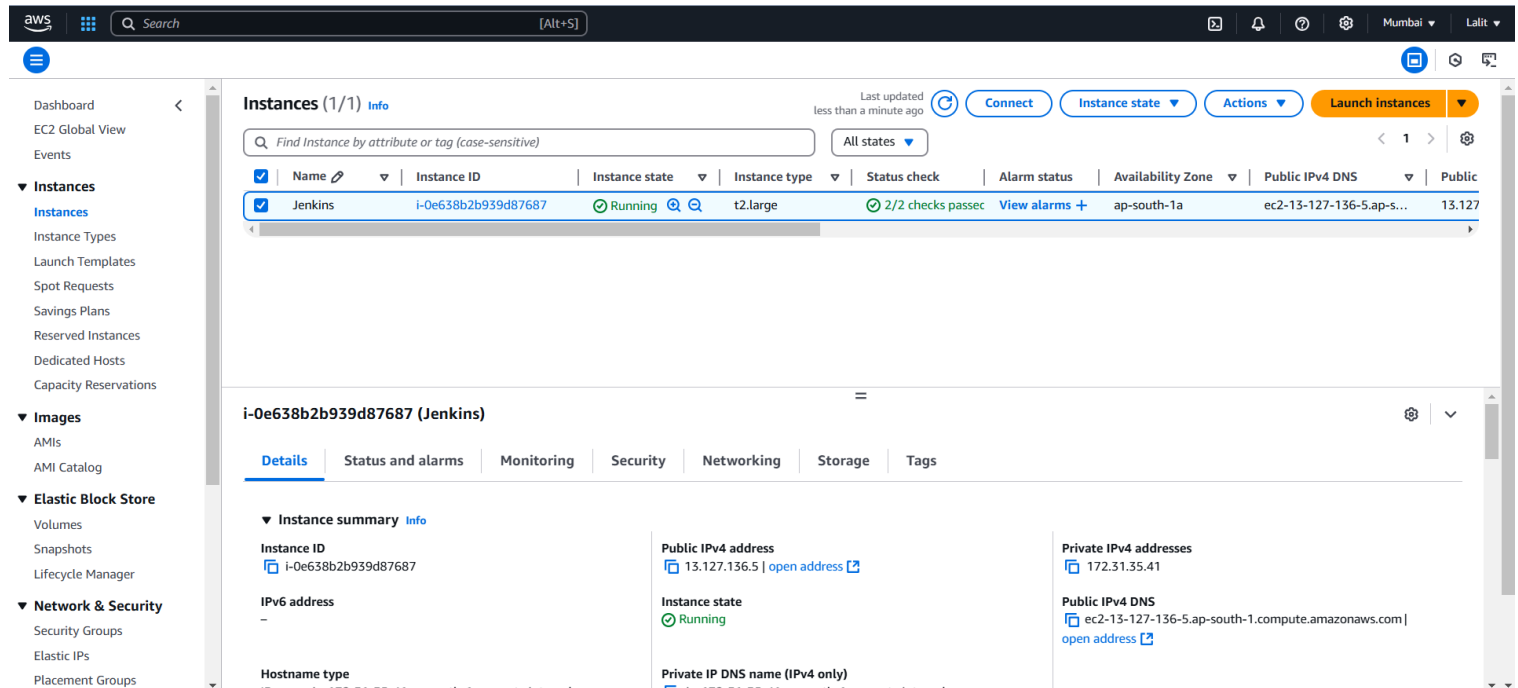 aws Search [Alt+S] Mumbai Lalit
Dashboard
EC2 Global View
Events
Instances
Instances
Instance Types
Launch Templates
Spot Requests
Savings Plans
Reserved Instances
Dedicated Hosts
Capacity Reservations
Images
AMIs
AMI Catalog
Elastic Block Store
Volumes
Snapshots
Lifecycle Manager
Network & Security
Security Groups
Elastic IPs
Placement Groups
Instances (1/1) Info
Last updated
less than a minute ago
Connect Instance state Actions Launch instances
Find Instance by attribute or tag (case-sensitive) All states 1
Name Instance ID Instance state Instance type Status check Alarm status Availability Zone Public IPv4 DNS Public
Jenkins i-0e638b2b939d87687 Running t2.large 2/2 checks passec View alarms + ap-south-1a ec2-13-127-136-5.ap-s... 13.127
i-0e638b2b939d87687 (Jenkins)
Details Status and alarms Monitoring Security Networking Storage Tags
Instance summary Info
Instance ID
i-0e638b2b939d87687
Public IPv4 address
13.127.136.5 | open address
Private IPv4 addresses
172.31.35.41
IPv6 address
–
Instance state
Running
Public IPv4 DNS
ec2-13-127-136-5.ap-south-1.compute.amazonaws.com |
open address
Hostname type
Private IP DNS name (IPv4 only)